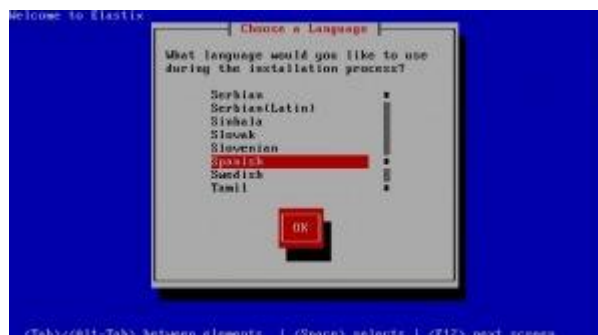 Welcome to Elastix
Choose a Language
What language would you like to use
during the installation process?
Serbian
Serbian(Latin)
Sinhala
Slovak
Slovenian
Spanish
Swedish
Tamil
OK
<Tab>/<Alt-Tab> between elements | <Space> selects | <F12> next screen